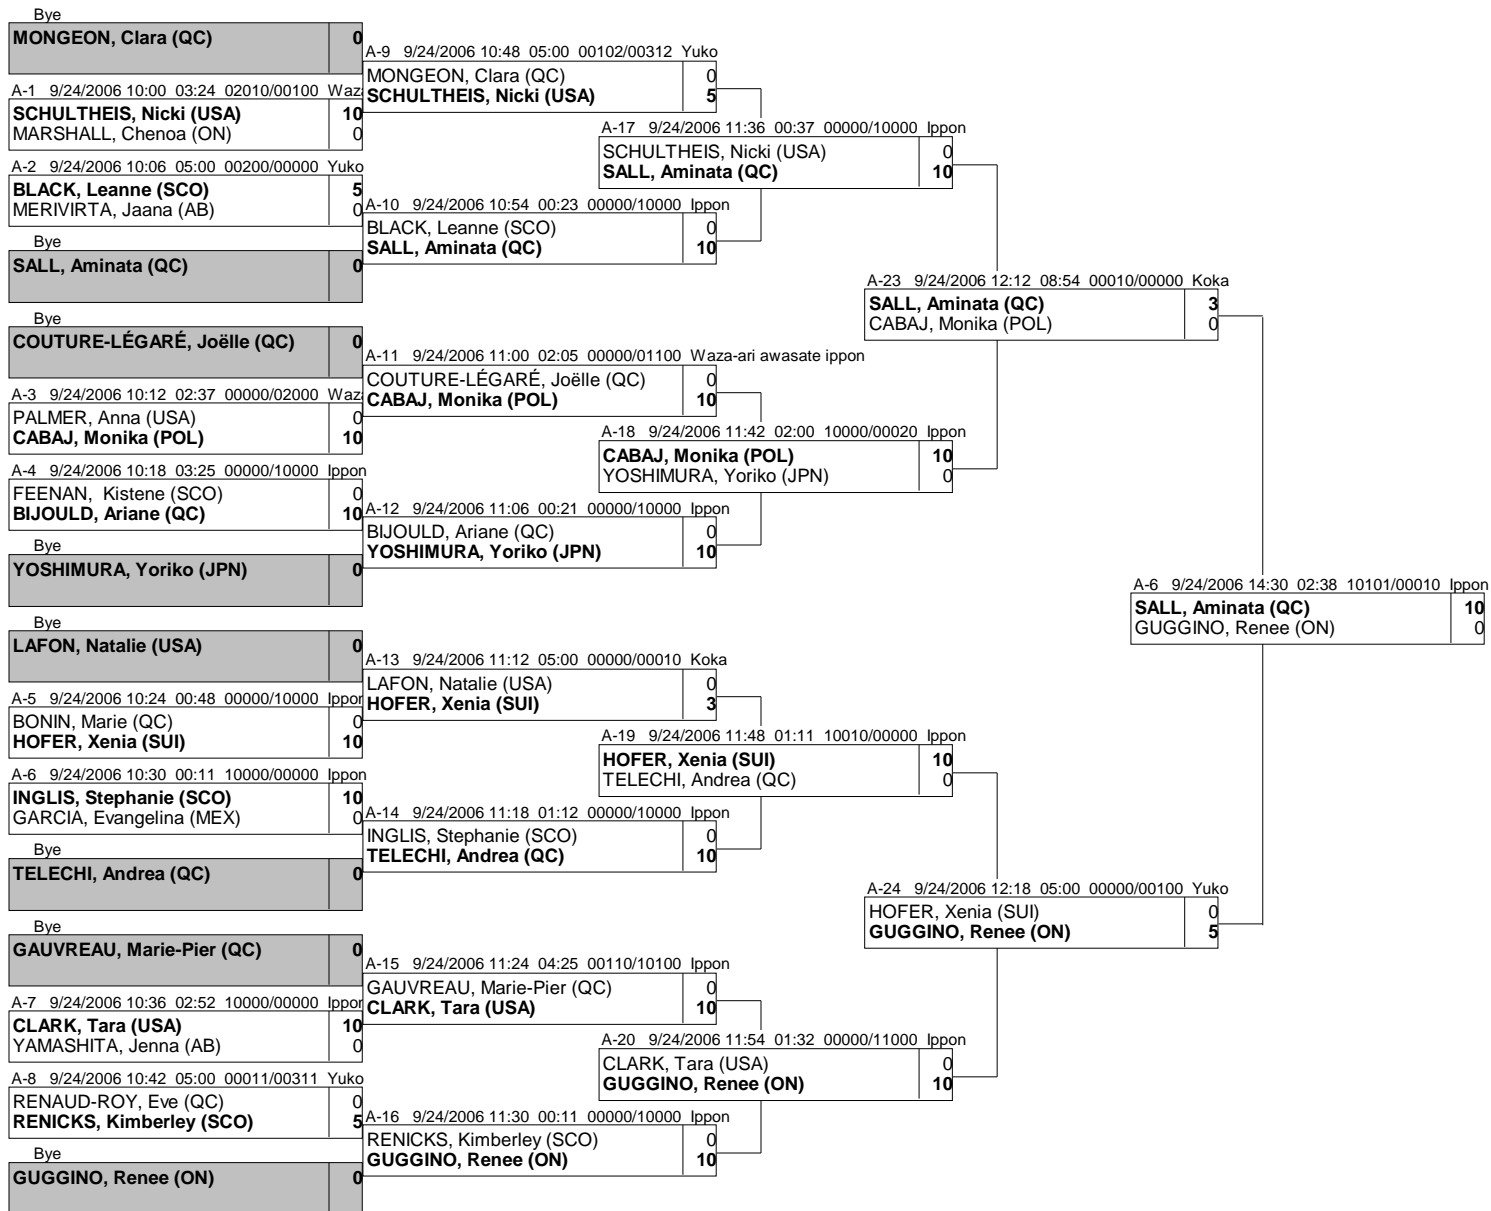 Bye
MONGEON, Clara (QC) 0
A-1 9/24/2006 10:00 03:24 02010/00100 Waza
SCHULTHEIS, Nicki (USA) 10
MARSHALL, Chenoa (ON) 0
A-2 9/24/2006 10:06 05:00 00200/00000 Yuko
BLACK, Leanne (SCO) 5
MERIVIRTA, Jaana (AB) 0
Bye
SALL, Aminata (QC) 0
Bye
COUTURE-LÉGARÉ, Joëlle (QC) 0
A-3 9/24/2006 10:12 02:37 00000/02000 Waza
PALMER, Anna (USA) 0
CABAJ, Monika (POL) 10
A-4 9/24/2006 10:18 03:25 00000/10000 Ippon
FEENAN, Kistene (SCO) 0
BIJOULD, Ariane (QC) 10
Bye
YOSHIMURA, Yoriko (JPN) 0
Bye
LAFON, Natalie (USA) 0
A-5 9/24/2006 10:24 00:48 00000/10000 Ippon
BONIN, Marie (QC) 0
HOFER, Xenia (SUI) 10
A-6 9/24/2006 10:30 00:11 10000/00000 Ippon
INGLIS, Stephanie (SCO) 10
GARCIA, Evangelina (MEX) 0
Bye
TELECHI, Andrea (QC) 0
Bye
GAUVREAU, Marie-Pier (QC) 0
A-7 9/24/2006 10:36 02:52 10000/00000 Ippon
CLARK, Tara (USA) 10
YAMASHITA, Jenna (AB) 0
A-8 9/24/2006 10:42 05:00 00011/00311 Yuko
RENAUD-ROY, Eve (QC) 0
RENICKS, Kimberley (SCO) 5
Bye
GUGGINO, Renee (ON) 0
A-9 9/24/2006 10:48 05:00 00102/00312 Yuko
MONGEON, Clara (QC) 0
SCHULTHEIS, Nicki (USA) 5
A-10 9/24/2006 10:54 00:23 00000/10000 Ippon
BLACK, Leanne (SCO) 0
SALL, Aminata (QC) 10
A-11 9/24/2006 11:00 02:05 00000/01100 Waza-ari awasate ippon
COUTURE-LÉGARÉ, Joëlle (QC) 0
CABAJ, Monika (POL) 10
A-12 9/24/2006 11:06 00:21 00000/10000 Ippon
BIJOULD, Ariane (QC) 0
YOSHIMURA, Yoriko (JPN) 10
A-13 9/24/2006 11:12 05:00 00000/00010 Koka
LAFON, Natalie (USA) 0
HOFER, Xenia (SUI) 3
A-14 9/24/2006 11:18 01:12 00000/10000 Ippon
INGLIS, Stephanie (SCO) 0
TELECHI, Andrea (QC) 10
A-15 9/24/2006 11:24 04:25 00110/10100 Ippon
GAUVREAU, Marie-Pier (QC) 0
CLARK, Tara (USA) 10
A-16 9/24/2006 11:30 00:11 00000/10000 Ippon
RENICKS, Kimberley (SCO) 0
GUGGINO, Renee (ON) 10
A-17 9/24/2006 11:36 00:37 00000/10000 Ippon
SCHULTHEIS, Nicki (USA) 0
SALL, Aminata (QC) 10
A-18 9/24/2006 11:42 02:00 10000/00020 Ippon
CABAJ, Monika (POL) 10
YOSHIMURA, Yoriko (JPN) 0
A-19 9/24/2006 11:48 01:11 10010/00000 Ippon
HOFER, Xenia (SUI) 10
TELECHI, Andrea (QC) 0
A-20 9/24/2006 11:54 01:32 00000/11000 Ippon
CLARK, Tara (USA) 0
GUGGINO, Renee (ON) 10
A-23 9/24/2006 12:12 08:54 00010/00000 Koka
SALL, Aminata (QC) 3
CABAJ, Monika (POL) 0
A-24 9/24/2006 12:18 05:00 00000/00100 Yuko
HOFER, Xenia (SUI) 0
GUGGINO, Renee (ON) 5
A-6 9/24/2006 14:30 02:38 10101/00010 Ippon
SALL, Aminata (QC) 10
GUGGINO, Renee (ON) 0